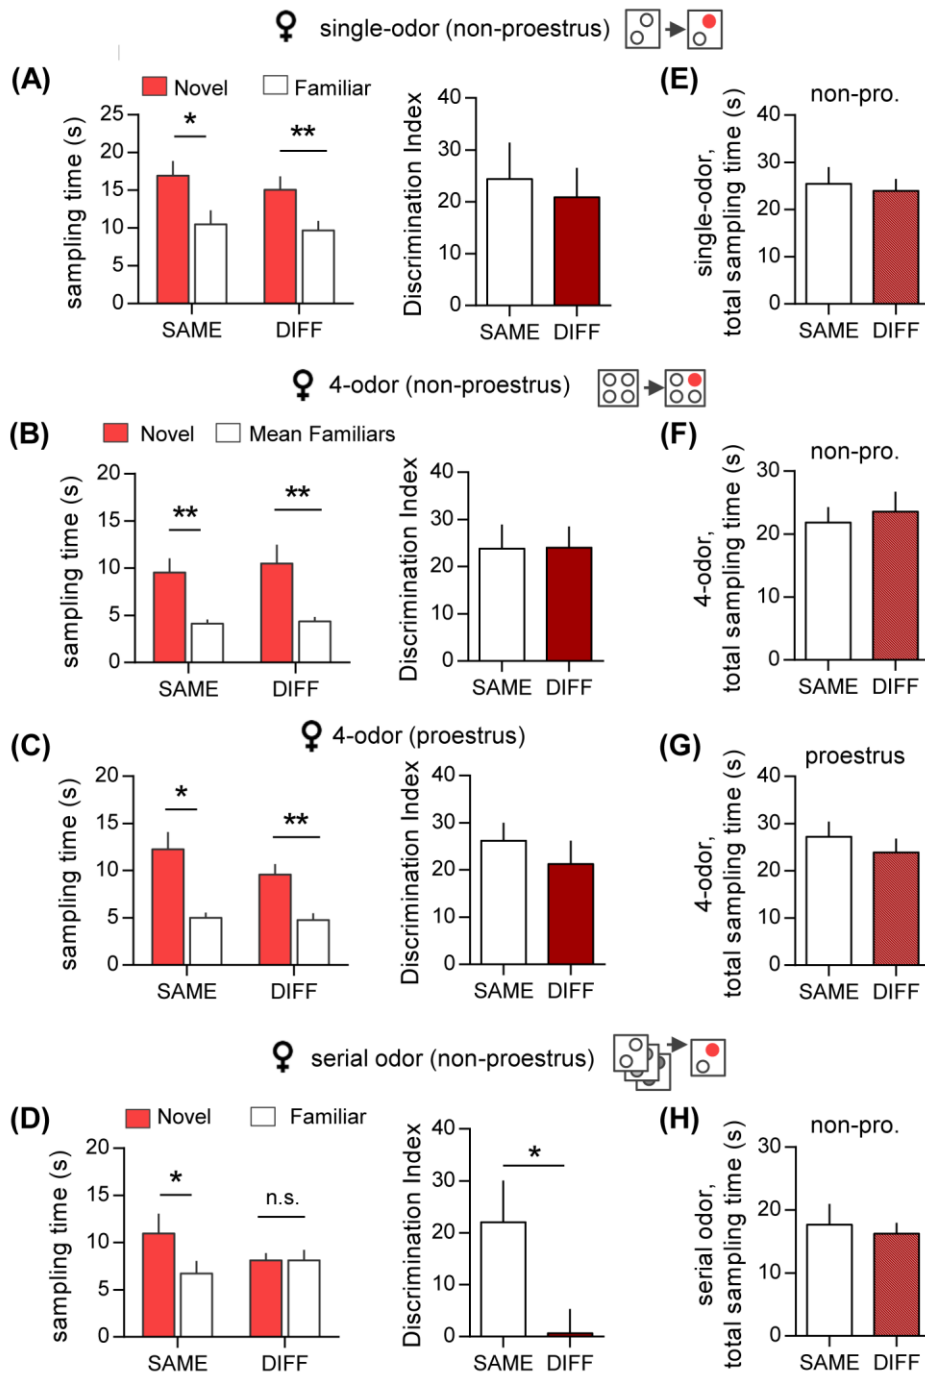 ♀ single-odor (non-proestrus)
(A)
Novel Familiar
sampling time (s)
25
20
15
10
5
0
* **
SAME DIFF
Discrimination Index
40
30
20
10
0
SAME DIFF
(E)
non-pro.
single-odor,
total sampling time (s)
40
30
20
10
0
SAME DIFF
♀ 4-odor (non-proestrus)
(B)
Novel Mean Familiars
sampling time (s)
20
15
10
5
0
** **
SAME DIFF
Discrimination Index
40
30
20
10
0
SAME DIFF
(F)
non-pro.
4-odor,
total sampling time (s)
30
20
10
0
SAME DIFF
♀ 4-odor (proestrus)
(C)
sampling time (s)
20
15
10
5
0
* **
SAME DIFF
Discrimination Index
40
30
20
10
0
SAME DIFF
(G)
proestrus
4-odor,
total sampling time (s)
40
30
20
10
0
SAME DIFF
♀ serial odor (non-proestrus)
(D)
Novel Familiar
sampling time (s)
20
15
10
5
0
* n.s.
SAME DIFF
Discrimination Index
40
30
20
10
0
*
SAME DIFF
(H)
non-pro.
serial odor,
total sampling time (s)
30
20
10
0
SAME DIFF